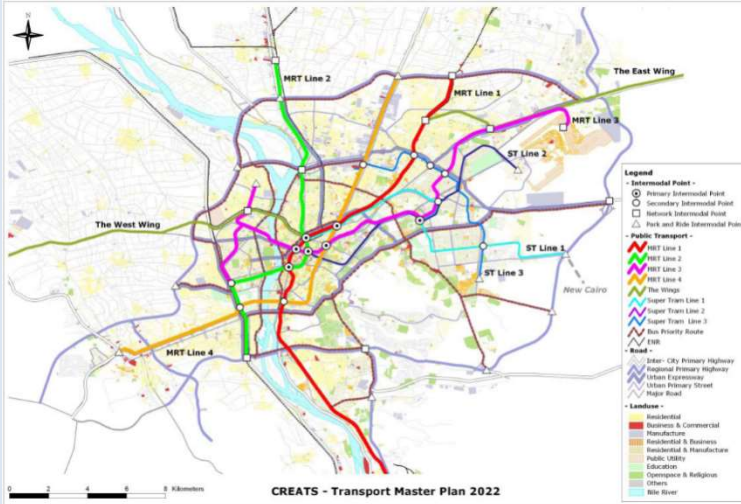 N
MRT Line 2
MRT Line 1
The East Wing
MRT Line 3
ST Line 2
The West Wing
ST Line 1
ST Line 3
New Cairo
MRT Line 4
Legend
- Intermodal Point -
Primary Intermodal Point
Secondary Intermodal Point
Network Intermodal Point
Park and Ride Intermodal Point
- Public Transport -
MRT Line 1
MRT Line 2
MRT Line 3
MRT Line 4
The Wings
Super Tram Line 1
Super Tram Line 2
Super Tram Line 3
Bus Priority Route
ENR
- Road -
Inter- City Primary Highway
Regional Primary Highway
Urban Expressway
Urban Primary Street
Major Road
- Landuse -
Residential
Business & Commercial
Manufacture
Residential & Business
Residential & Manufacture
Public Utility
Education
Openspace & Religious
Others
Nile River
0 2 4 6 8 Kilometers
CREATS - Transport Master Plan 2022